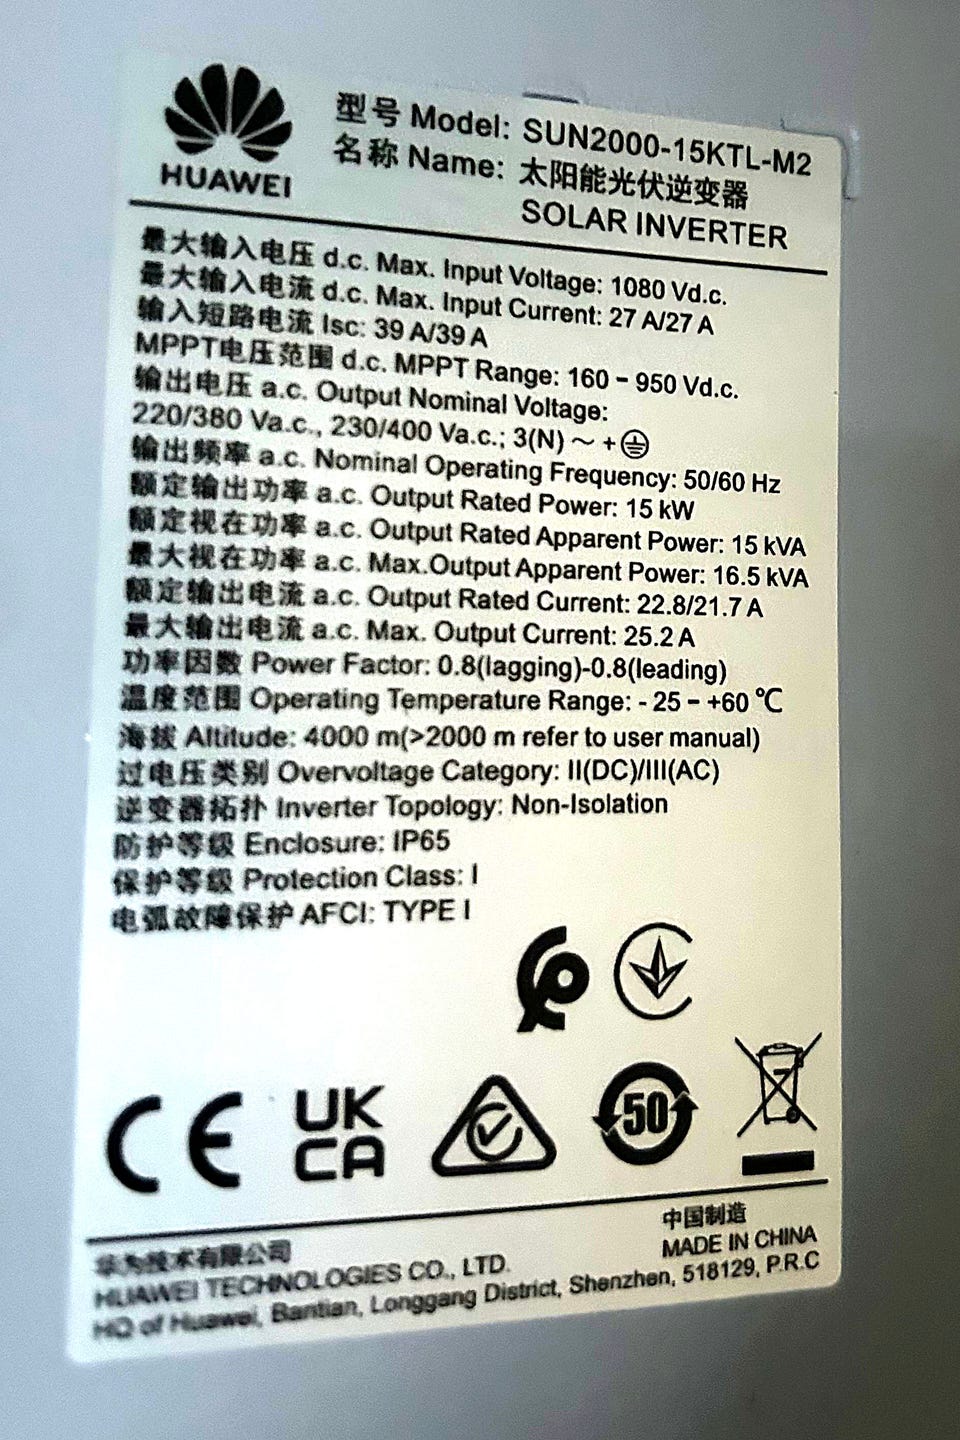 HUAWEI
型号 Model: SUN2000-15KTL-M2
名称 Name: 太阳能光伏逆变器
SOLAR INVERTER
最大输入电压 d.c. Max. Input Voltage: 1080 Vd.c.
最大输入电流 d.c. Max. Input Current: 27 A/27 A
输入短路电流 Isc: 39 A/39 A
MPPT电压范围 d.c. MPPT Range: 160 - 950 Vd.c.
输出电压 a.c. Output Nominal Voltage:
220/380 Va.c., 230/400 Va.c.; 3(N) ～ +⏚
输出频率 a.c. Nominal Operating Frequency: 50/60 Hz
额定输出功率 a.c. Output Rated Power: 15 kW
额定视在功率 a.c. Output Rated Apparent Power: 15 kVA
最大视在功率 a.c. Max.Output Apparent Power: 16.5 kVA
额定输出电流 a.c. Output Rated Current: 22.8/21.7 A
最大输出电流 a.c. Max. Output Current: 25.2 A
功率因数 Power Factor: 0.8(lagging)-0.8(leading)
温度范围 Operating Temperature Range: - 25 - +60 ℃
海拔 Altitude: 4000 m(>2000 m refer to user manual)
过电压类别 Overvoltage Category: II(DC)/III(AC)
逆变器拓扑 Inverter Topology: Non-Isolation
防护等级 Enclosure: IP65
保护等级 Protection Class: I
电弧故障保护 AFCI: TYPE I
CE
UK
CA
50
中国制造
MADE IN CHINA
华为技术有限公司
HUAWEI TECHNOLOGIES CO., LTD.
HQ of Huawei, Bantian, Longgang District, Shenzhen, 518129, P.R.C